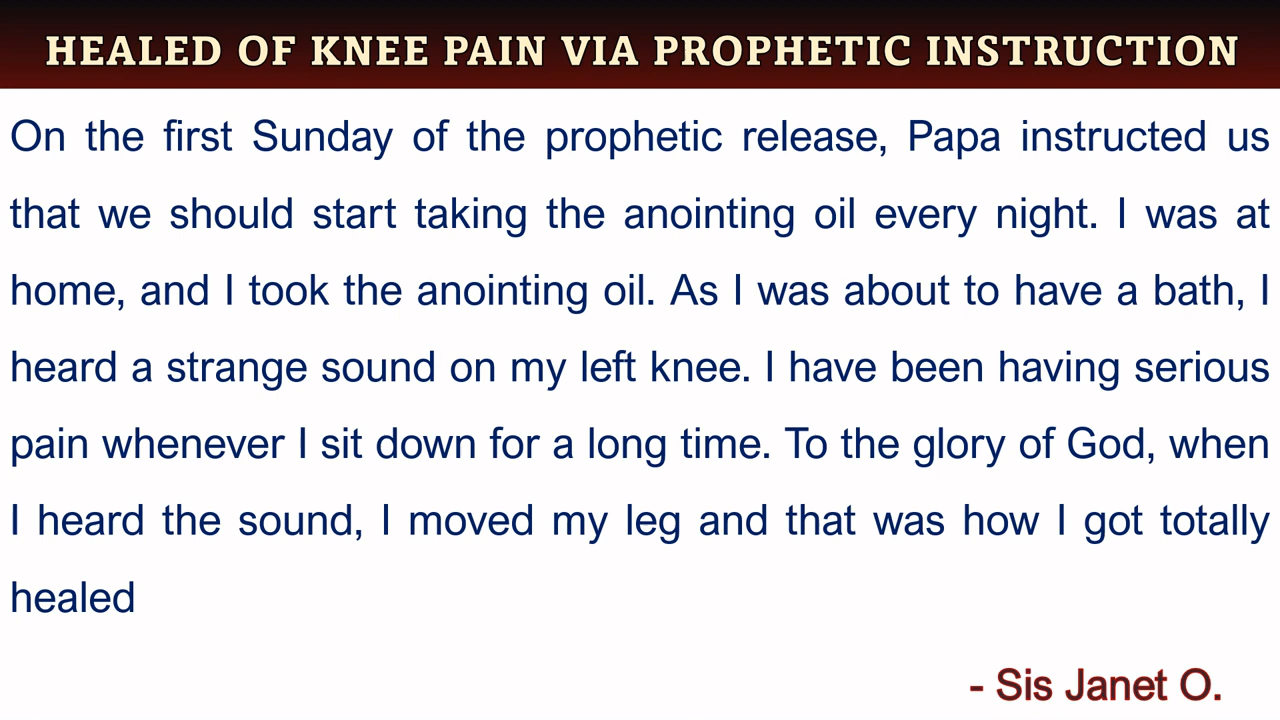 HEALED OF KNEE PAIN VIA PROPHETIC INSTRUCTION
On the first Sunday of the prophetic release, Papa instructed us
that we should start taking the anointing oil every night. I was at
home, and I took the anointing oil. As I was about to have a bath, I
heard a strange sound on my left knee. I have been having serious
pain whenever I sit down for a long time. To the glory of God, when
I heard the sound, I moved my leg and that was how I got totally
healed
- Sis Janet O.